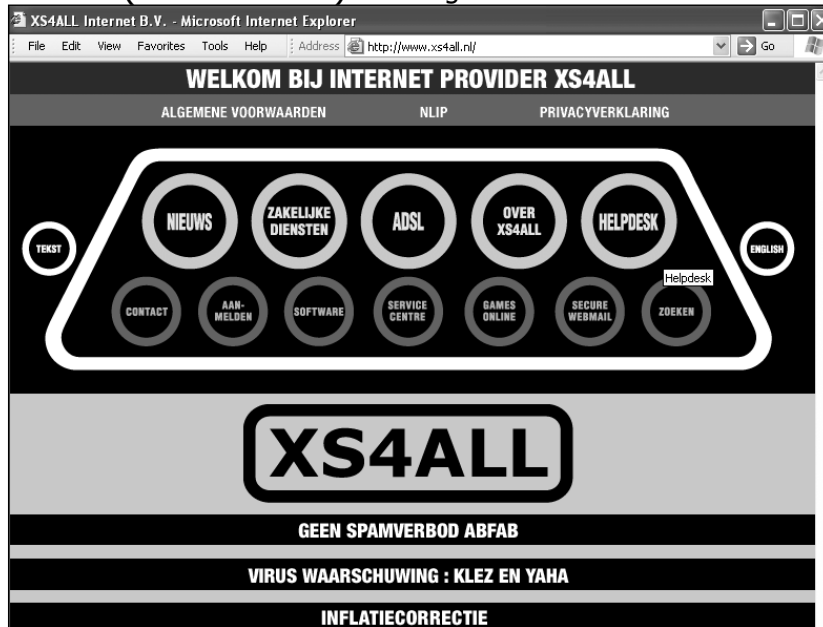 XS4ALL Internet B.V. - Microsoft Internet Explorer
File Edit View Favorites Tools Help Address http://www.xs4all.nl/ Go
WELKOM BIJ INTERNET PROVIDER XS4ALL
ALGEMENE VOORWAARDEN NLIP PRIVACYVERKLARING
NIEUWS
ZAKELIJKE
DIENSTEN
ADSL
OVER
XS4ALL
HELPDESK
TEKST
ENGLISH
Helpdesk
CONTACT
AAN-
MELDEN
SOFTWARE
SERVICE
CENTRE
GAMES
ONLINE
SECURE
WEBMAIL
ZOEKEN
XS4ALL
GEEN SPAMVERBOD ABFAB
VIRUS WAARSCHUWING : KLEZ EN YAHA
INFLATIECORRECTIE